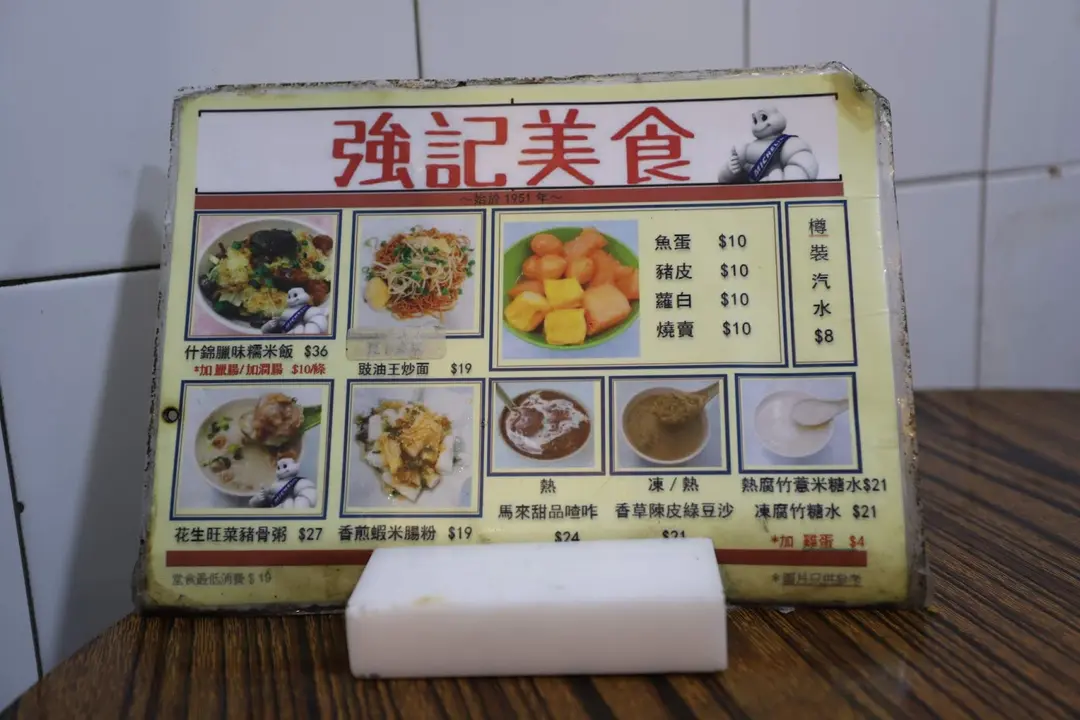 強記美食
MICHELIN
～始於 1951 年～
什錦臘味糯米飯 $36
*加臘腸/加潤腸 $10/條
豉油王炒面 $19
魚蛋 $10
豬皮 $10
蘿白 $10
燒賣 $10
樽裝汽水
$8
花生旺菜豬骨粥 $27
香煎蝦米腸粉 $19
熱
馬來甜品喳咋
$24
凍/熱
香草陳皮綠豆沙
$21
熱腐竹薏米糖水$21
凍腐竹糖水 $21
*加 雞蛋 $4
堂食最低消費 $19
*圖片只供參考